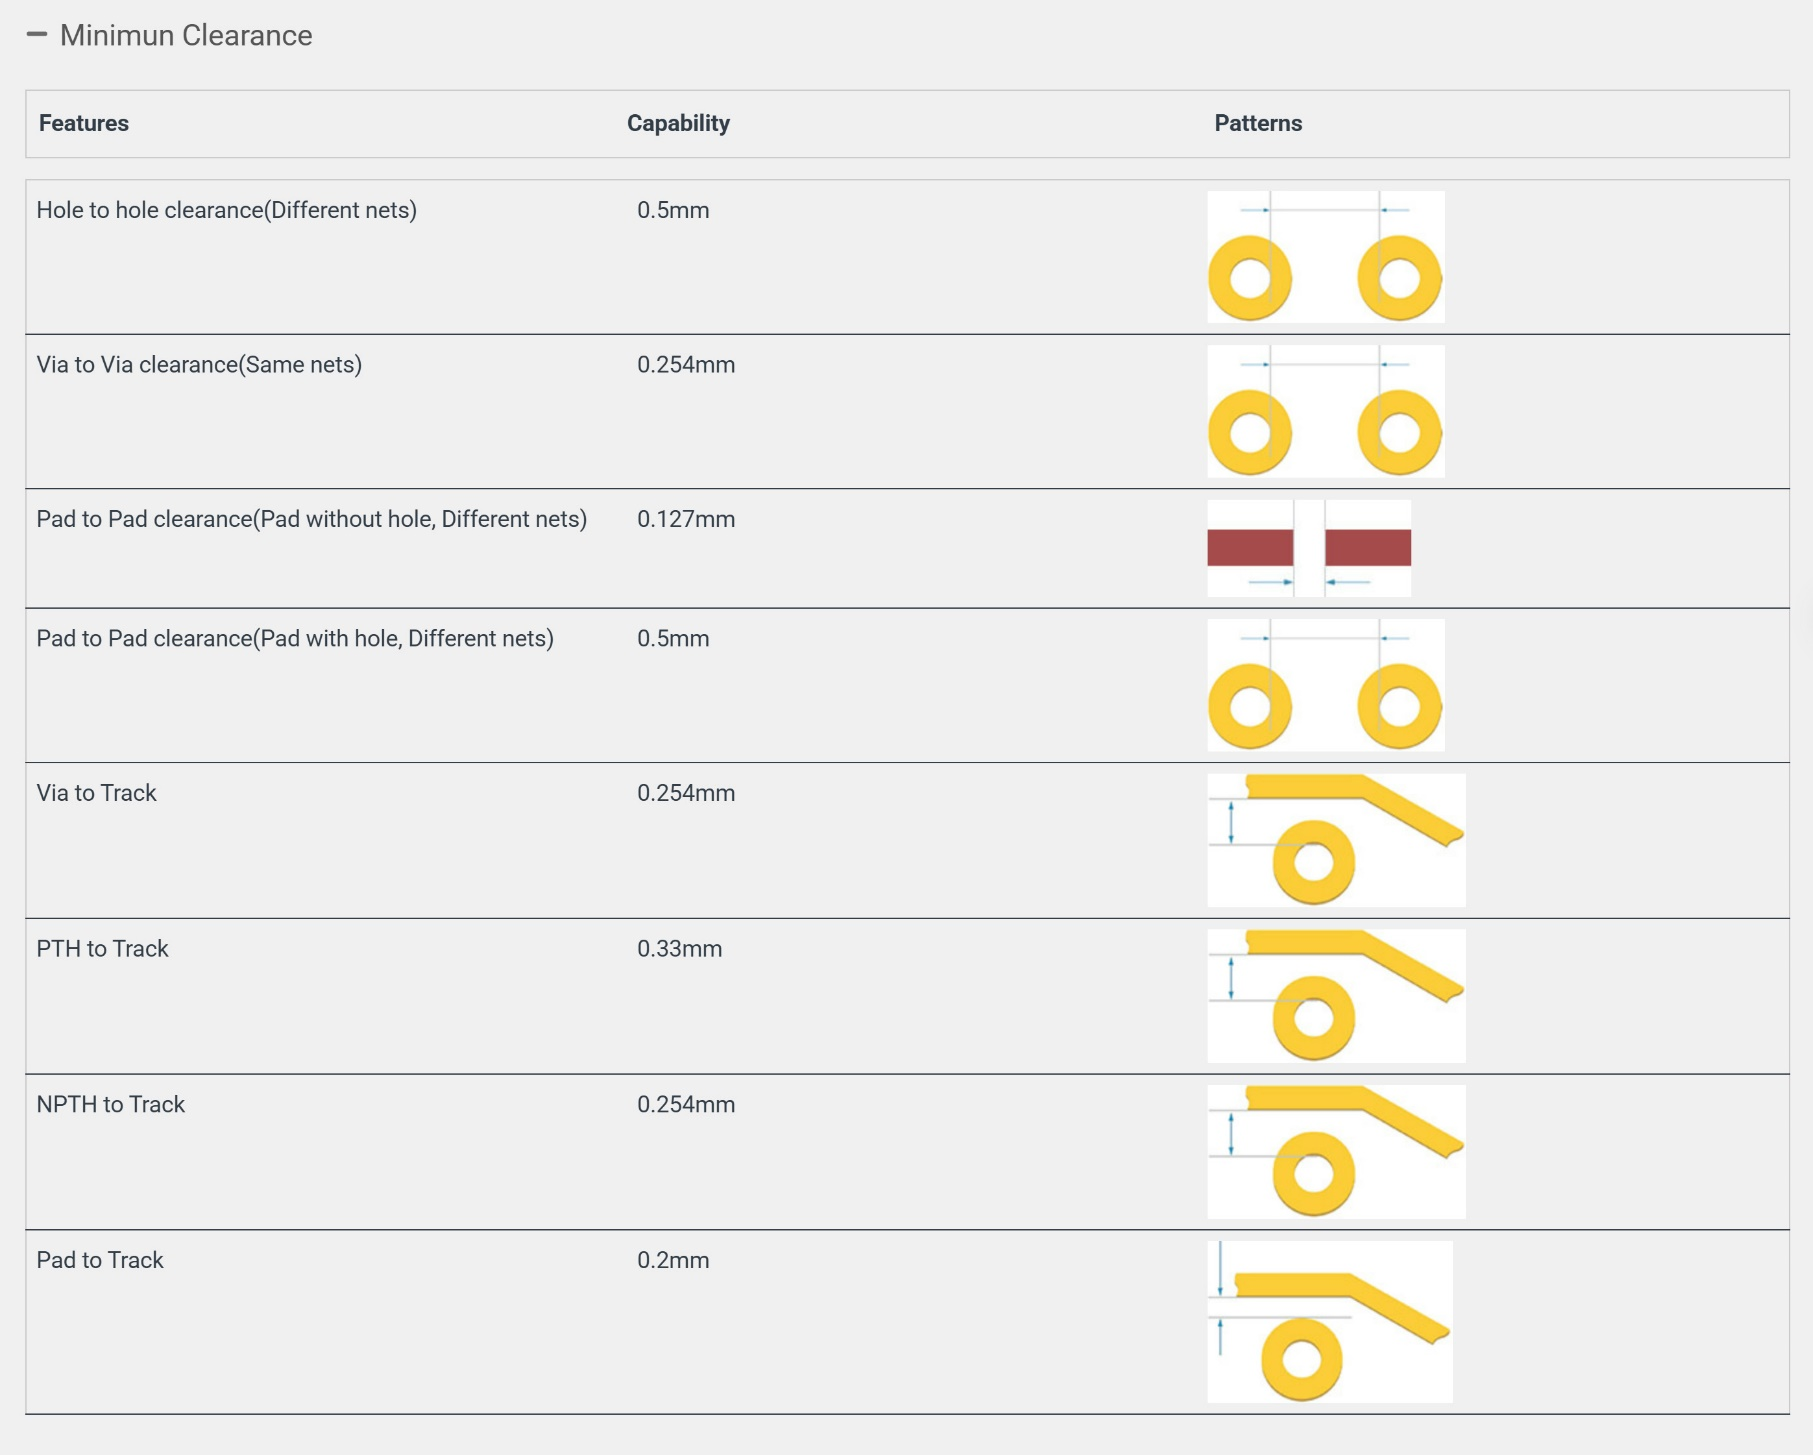 Minimun Clearance
Features Capability Patterns
Hole to hole clearance(Different nets) 0.5mm
Via to Via clearance(Same nets) 0.254mm
Pad to Pad clearance(Pad without hole, Different nets) 0.127mm
Pad to Pad clearance(Pad with hole, Different nets) 0.5mm
Via to Track 0.254mm
PTH to Track 0.33mm
NPTH to Track 0.254mm
Pad to Track 0.2mm